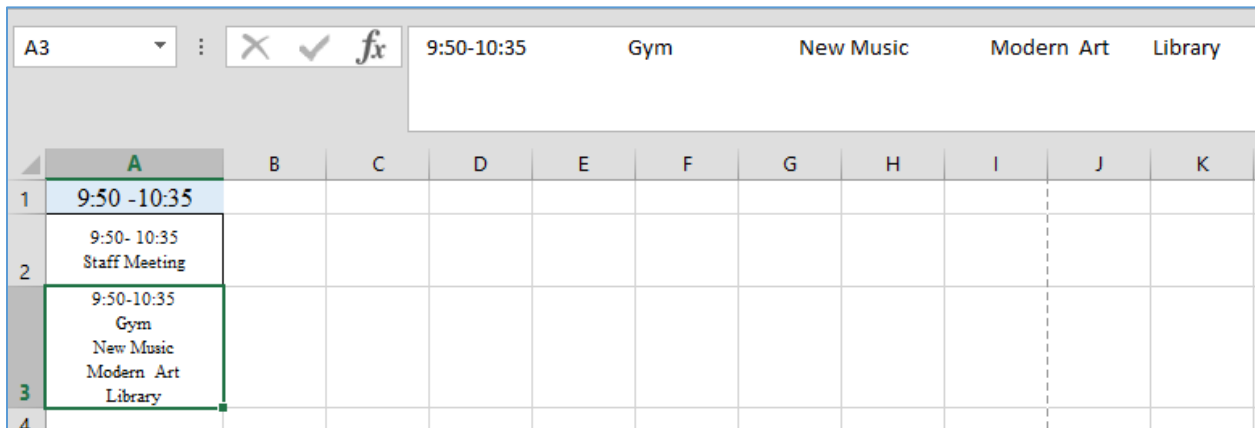 A3 fx 9:50-10:35 Gym New Music Modern Art Library
A B C D E F G H I J K
1 9:50 -10:35
9:50- 10:35
2 Staff Meeting
9:50-10:35
Gym
New Music
Modern Art
3 Library
4